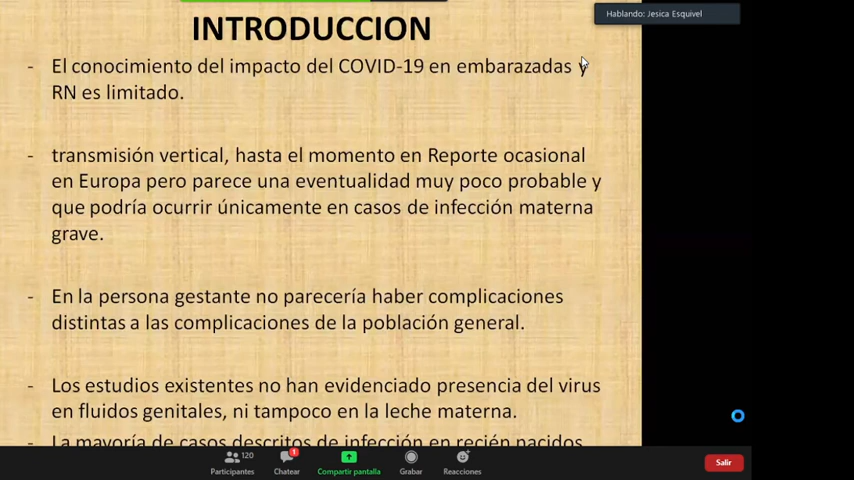 Hablando: Jesica Esquivel
INTRODUCCION
- El conocimiento del impacto del COVID-19 en embarazadas y
RN es limitado.
- transmisión vertical, hasta el momento en Reporte ocasional
en Europa pero parece una eventualidad muy poco probable y
que podría ocurrir únicamente en casos de infección materna
grave.
- En la persona gestante no parecería haber complicaciones
distintas a las complicaciones de la población general.
- Los estudios existentes no han evidenciado presencia del virus
en fluidos genitales, ni tampoco en la leche materna.
- La mayoría de casos descritos de infección en recién nacidos
120
1
Participantes
Chatear
Compartir pantalla
Grabar
Reacciones
Salir